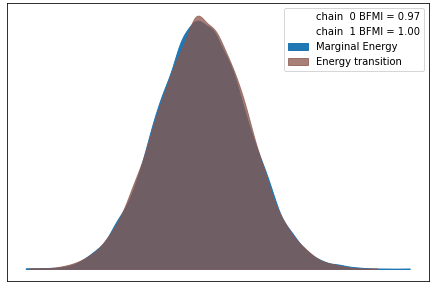 chain  0 BFMI = 0.97
chain  1 BFMI = 1.00
Marginal Energy
Energy transition